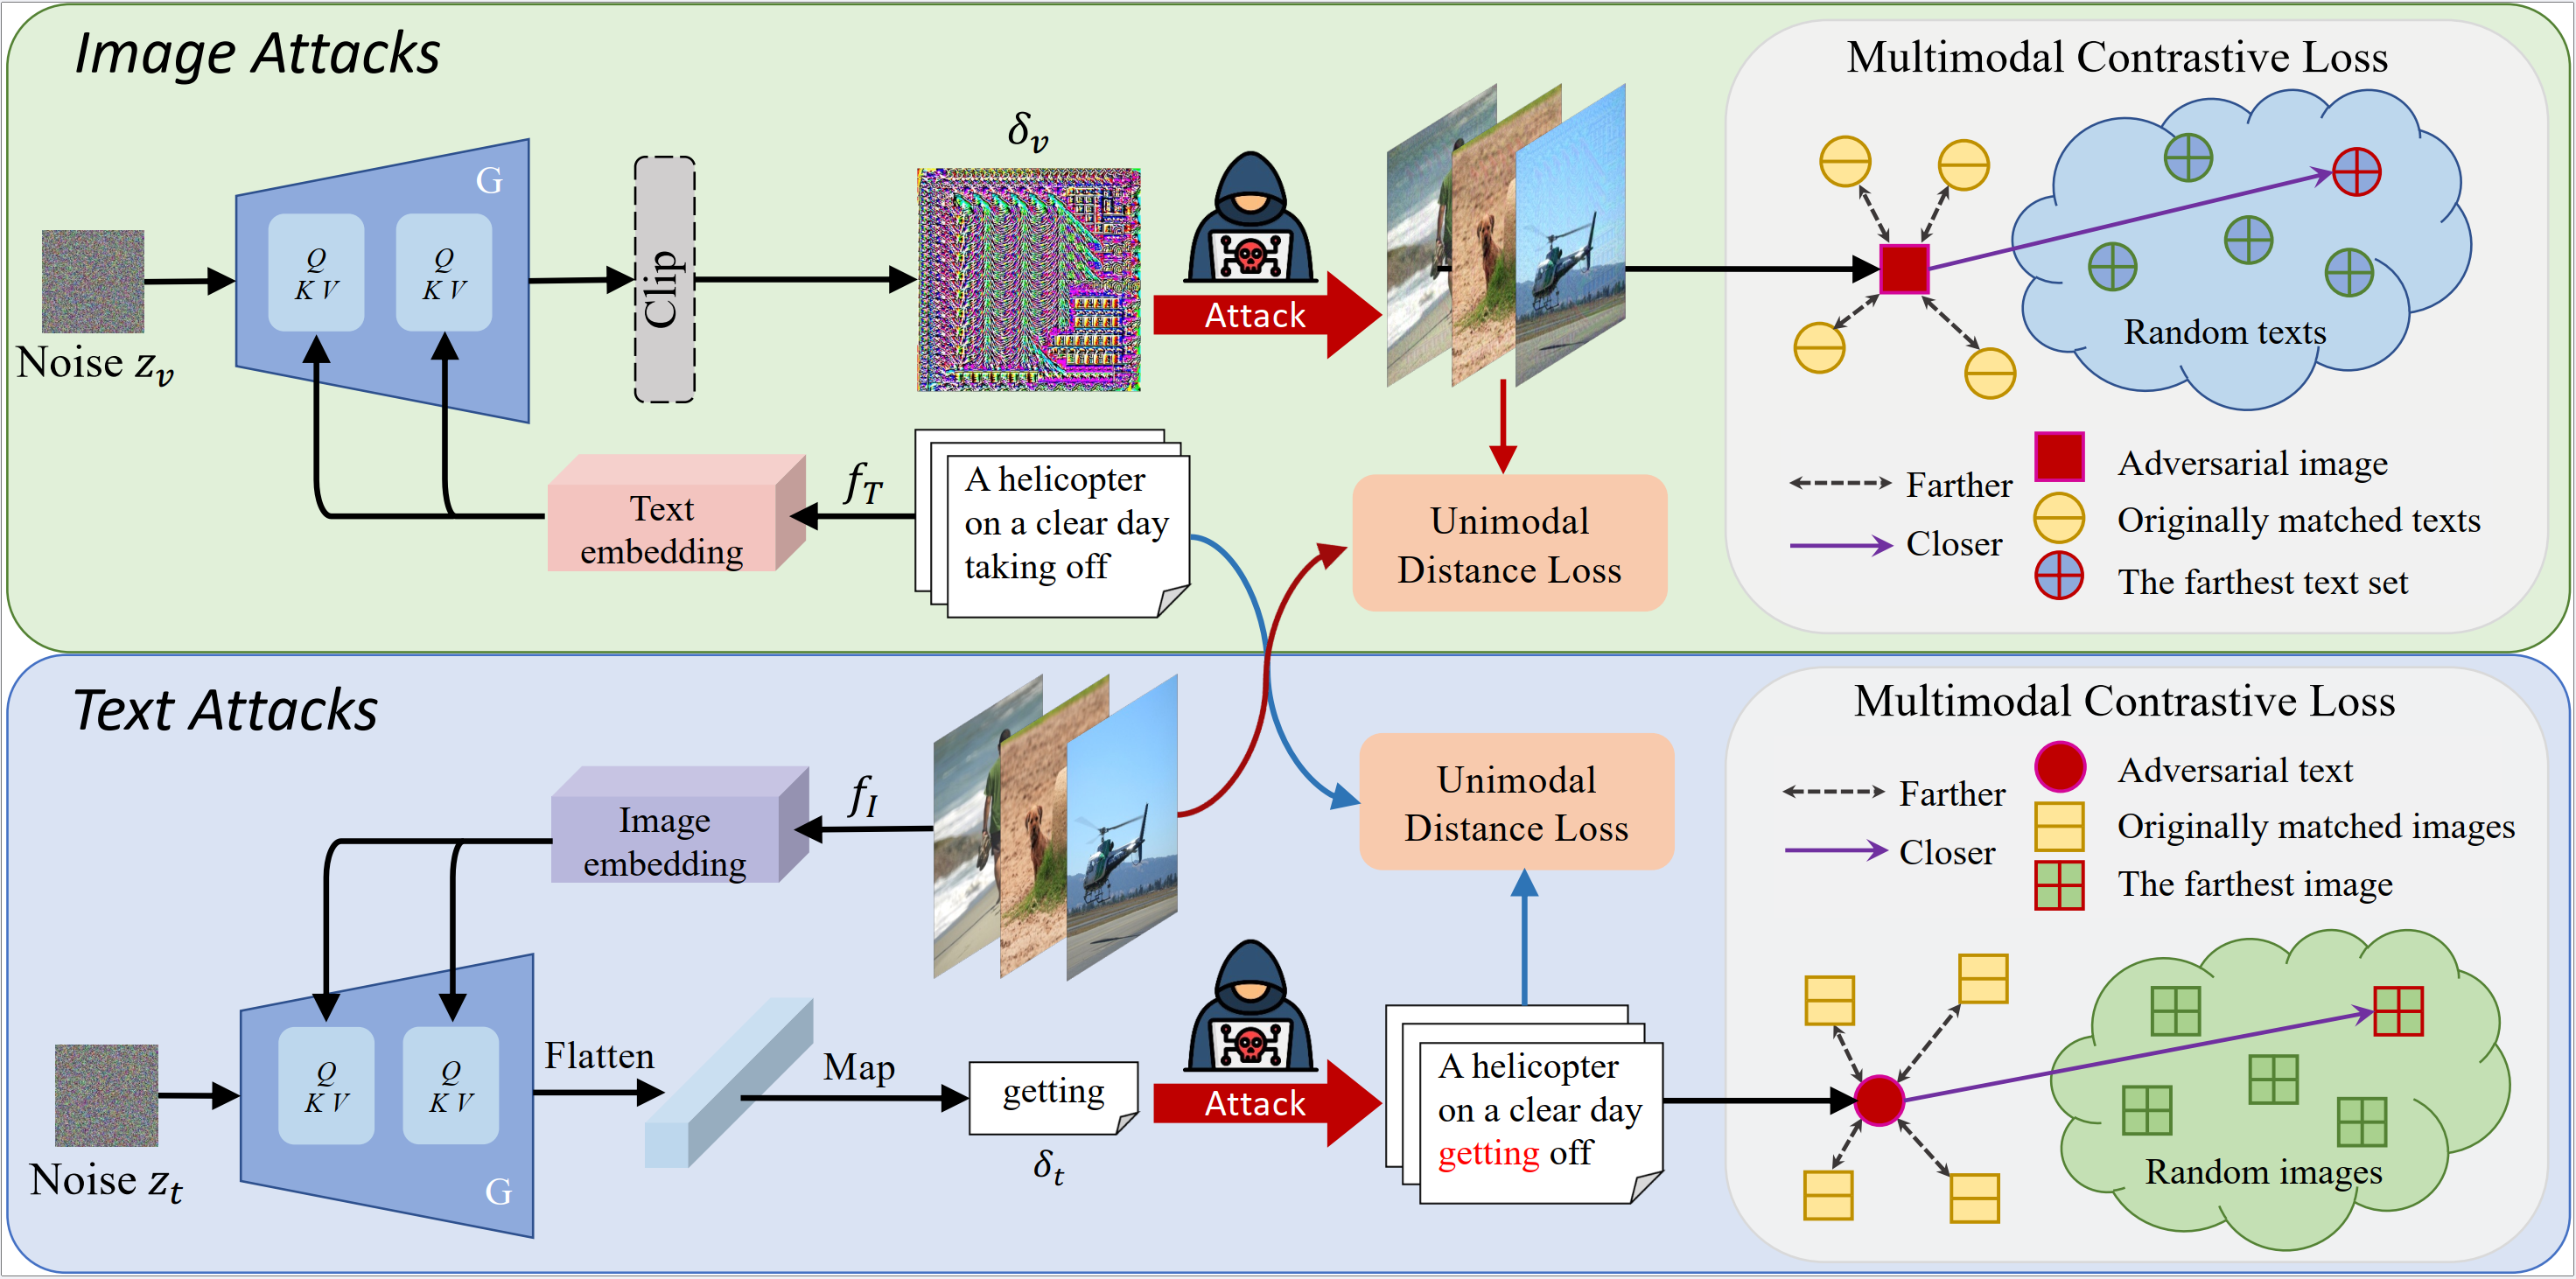 Image Attacks
Noise z_v
G
Q
K V
Q
K V
Clip
δ_v
Attack
Text
embedding
f_T
A helicopter
on a clear day
taking off
Unimodal
Distance Loss
Multimodal Contrastive Loss
Random texts
Farther
Closer
Adversarial image
Originally matched texts
The farthest text set
Text Attacks
Image
embedding
f_I
Noise z_t
Q
K V
Q
K V
G
Flatten
Map
getting
δ_t
Attack
A helicopter
on a clear day
getting off
Unimodal
Distance Loss
Multimodal Contrastive Loss
Farther
Closer
Adversarial text
Originally matched images
The farthest image
Random images